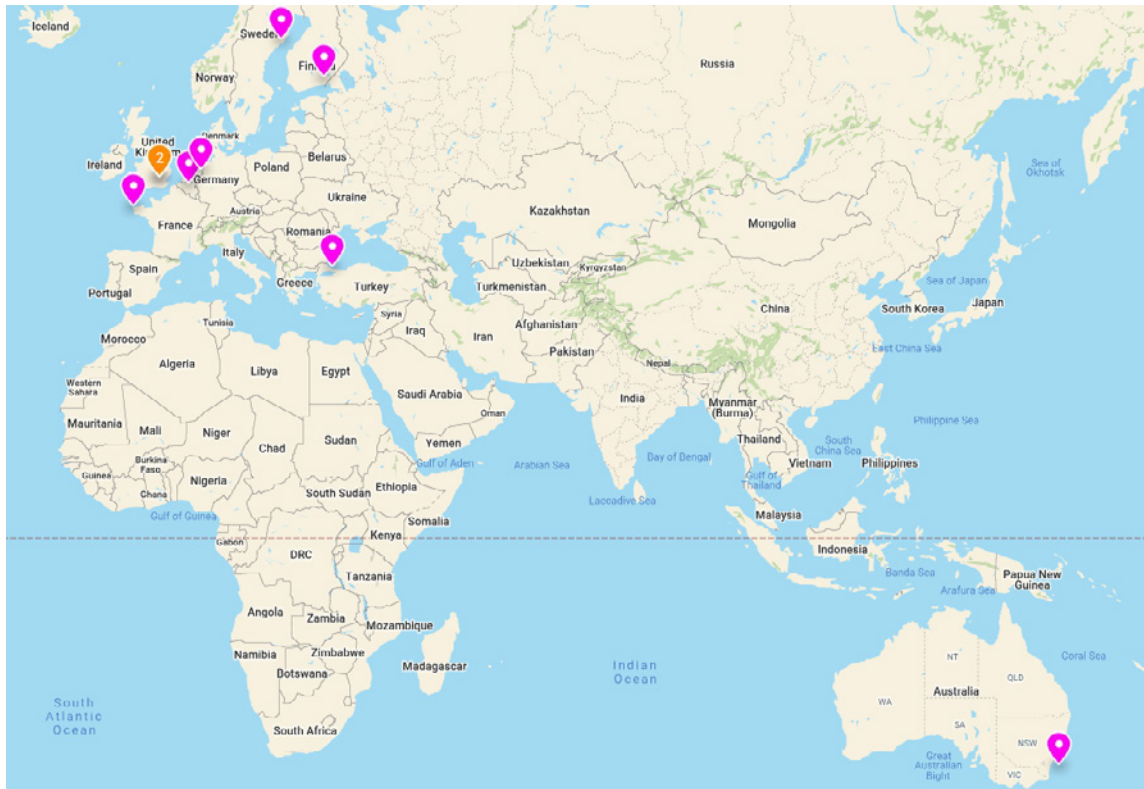 Iceland
Sweden
Russia
Norway
Denmark
United
Ireland
Poland
Belarus
Sea of
Okhotsk
Germany
Ukraine
Kazakhstan
Austria
France
Mongolia
Romania
Italy
Uzbekistan
Kyrgyzstan
Spain
Greece
Turkey
Turkmenistan
Sea of Japan
Portugal
China
South Korea
Japan
Syria
Tunisia
Afghanistan
Morocco
Iraq
Iran
East China Sea
Algeria
Pakistan
Libya
Egypt
Nepal
Western
Sahara
Saudi Arabia
India
Myanmar
(Burma)
Oman
Mauritania
Mali
Niger
Philippine Sea
Chad
Sudan
Yemen
Thailand
South
China Sea
Bay of Bengal
Burkina
Faso
Gulf of Aden
Arabian Sea
Vietnam
Philippines
Guinea
Nigeria
Ethiopia
Gulf of
Thailand
Ghana
South Sudan
Laccadive Sea
Gulf of Guinea
Somalia
Malaysia
Kenya
Gabon
DRC
Indonesia
Tanzania
Banda Sea
Papua New
Guinea
Arafura Sea
Angola
Zambia
Mozambique
Zimbabwe
Namibia
Madagascar
Indian
Ocean
NT
Coral Sea
Botswana
QLD
Australia
WA
South
Atlantic
Ocean
SA
South Africa
NSW
Great
Australian
Bight
VIC
2